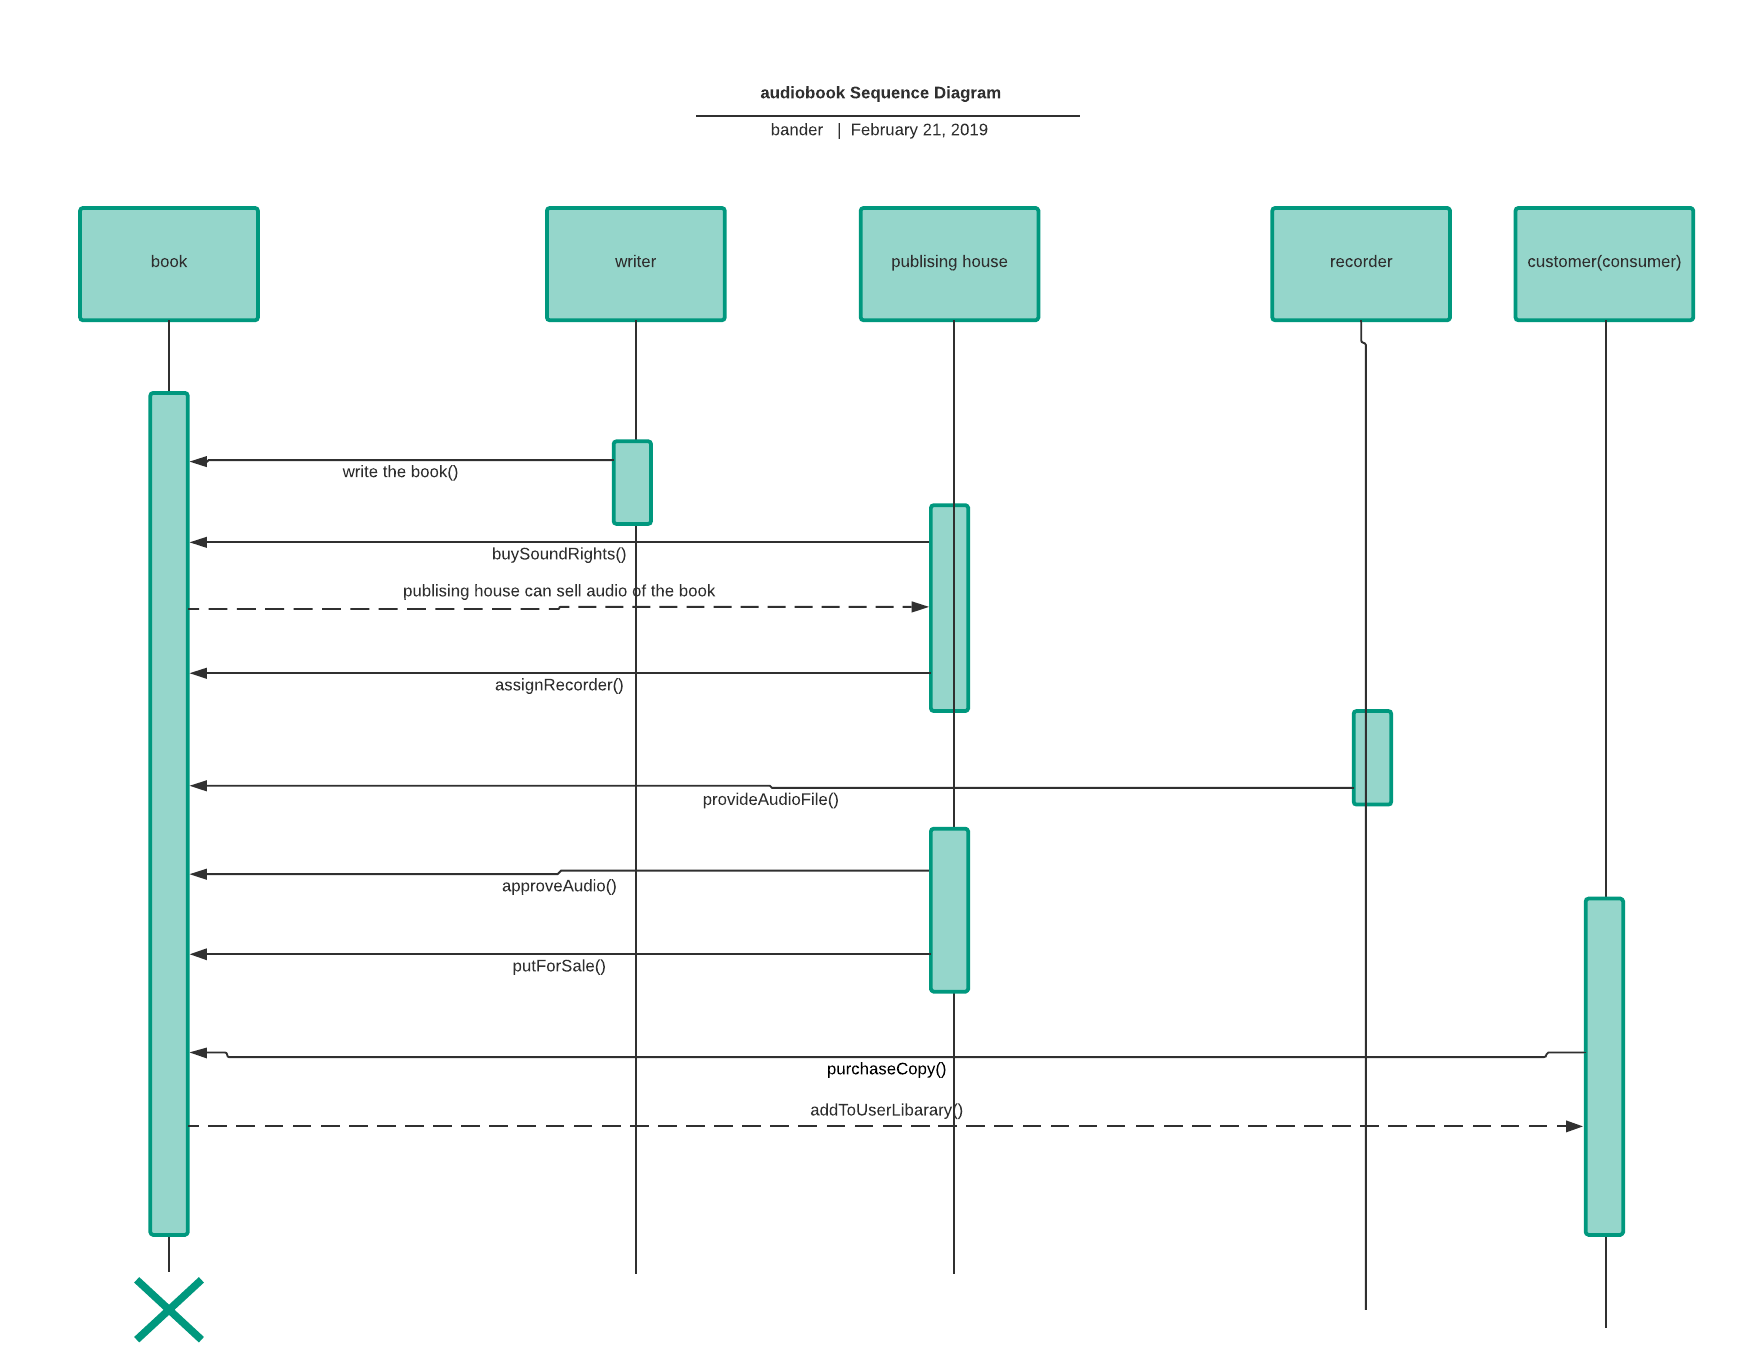 audiobook Sequence Diagram
bander | February 21, 2019
book
writer
publising house
recorder
customer(consumer)
write the book()
buySoundRights()
publising house can sell audio of the book
assignRecorder()
provideAudioFile()
approveAudio()
putForSale()
purchaseCopy()
addToUserLibarary()